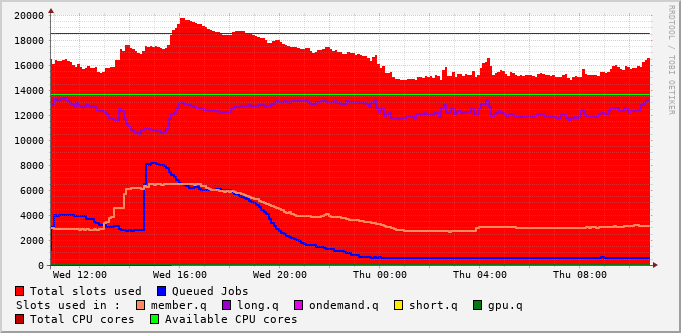 20000
18000
16000
14000
12000
10000
8000
6000
4000
2000
0
Wed 12:00 Wed 16:00 Wed 20:00 Thu 00:00 Thu 04:00 Thu 08:00
RRDTOOL / TOBI OETIKER
Total slots used Queued Jobs
Slots used in : member.q long.q ondemand.q short.q gpu.q
Total CPU cores Available CPU cores